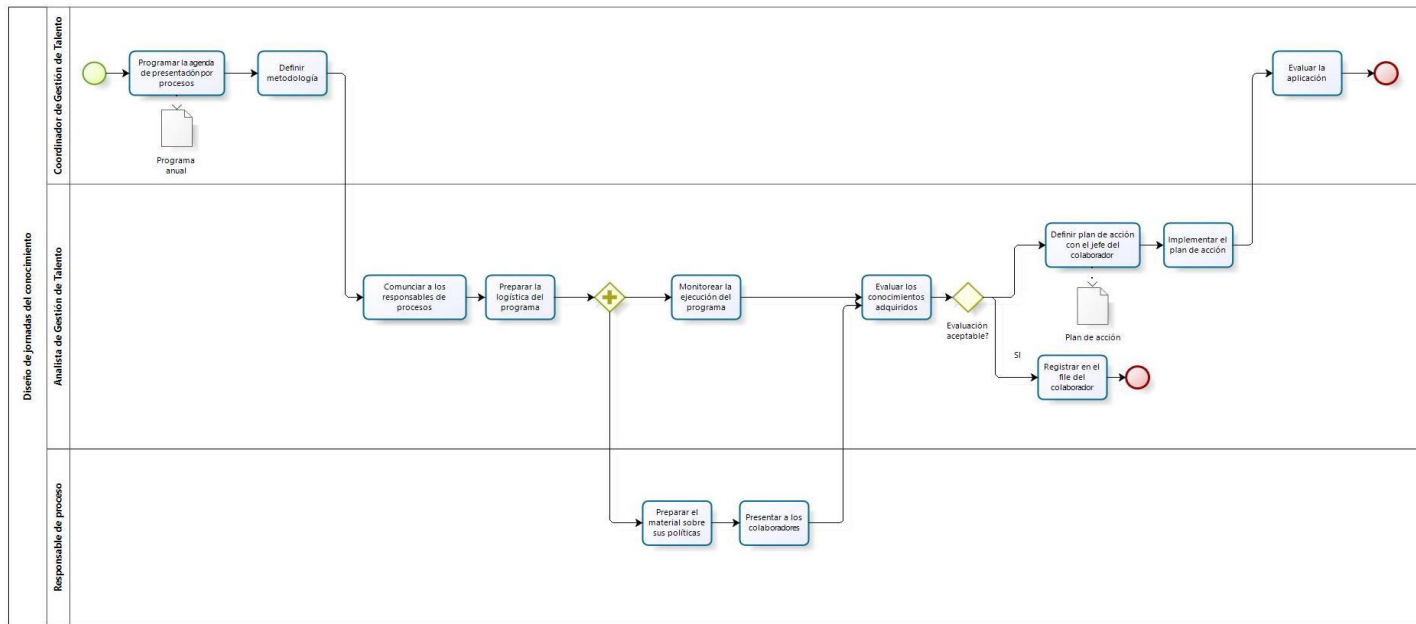 Diseño de jornadas del conocimiento
Coordinador de Gestión de Talento
Programar la agenda
de presentación por
procesos
Definir
metodología
Programa
anual
Evaluar la
aplicación
Analista de Gestión de Talento
Comunciar a los
responsables de
procesos
Preparar la
logística del
programa
Monitorear la
ejecución del
programa
Evaluar los
conocimientos
adquiridos
Evaluación
aceptable?
Definir plan de acción
con el jefe del
colaborador
Implementar el
plan de acción
Plan de acción
SI
Registrar en el
file del
colaborador
Responsable de proceso
Preparar el
material sobre
sus políticas
Presentar a los
colaboradores